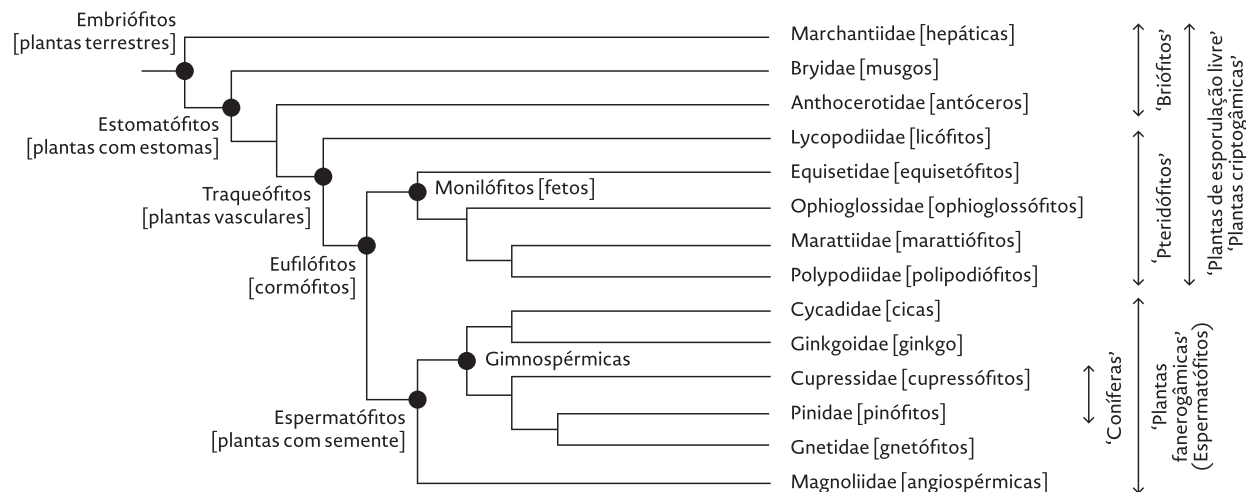 Embriófitos
[plantas terrestres]
Estomatófitos
[plantas com estomas]
Traqueófitos
[plantas vasculares]
Eufilófitos
[cormófitos]
Monilófitos [fetos]
Gimnospérmicas
Espermatófitos
[plantas com semente]
Marchantiidae [hepáticas]
Bryidae [musgos]
Anthocerotidae [antóceros]
Lycopodiidae [licófitos]
Equisetidae [equisetófitos]
Ophioglossidae [ophioglossófitos]
Marattiidae [marattiófitos]
Polypodiidae [polipodiófitos]
Cycadidae [cicas]
Ginkgoidae [ginkgo]
Cupressidae [cupressófitos]
Pinidae [pinófitos]
Gnetidae [gnetófitos]
Magnoliidae [angiospérmicas]
‘Briófitos’
‘Pteridófitos’
‘Plantas de esporulação livre’
‘Plantas criptogâmicas’
‘Coníferas’
‘Plantas
fanerogâmicas’
(Espermatófitos)